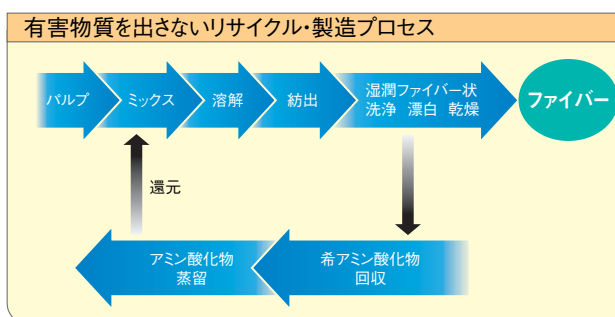 有害物質を出さないリサイクル・製造プロセス
パルプ
ミックス
溶解
紡出
湿潤ファイバー状
洗浄 漂白 乾燥
ファイバー
還元
アミン酸化物
蒸留
希アミン酸化物
回収